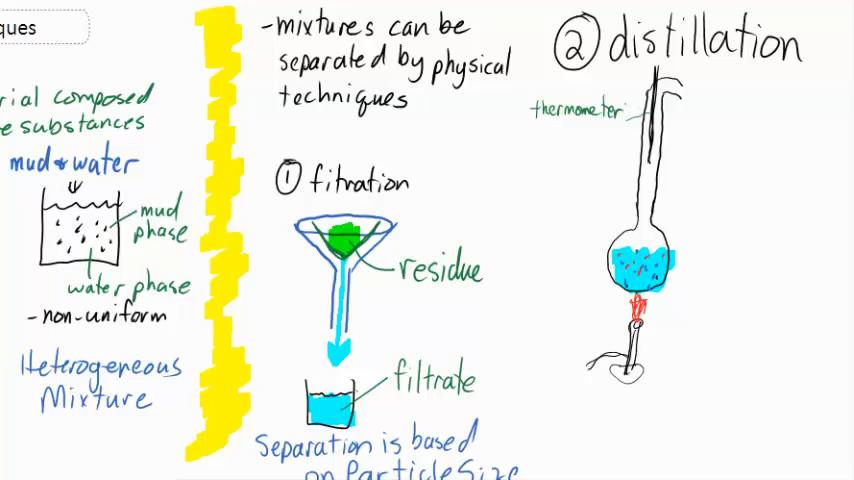 ques
rial composed
e substances
mud & water
mud
phase
water phase
-non-uniform
Heterogeneous
Mixture
-mixtures can be
separated by physical
techniques
① fitration
residue
filtrate
Separation is based
on Particle Size
② distillation
thermometer